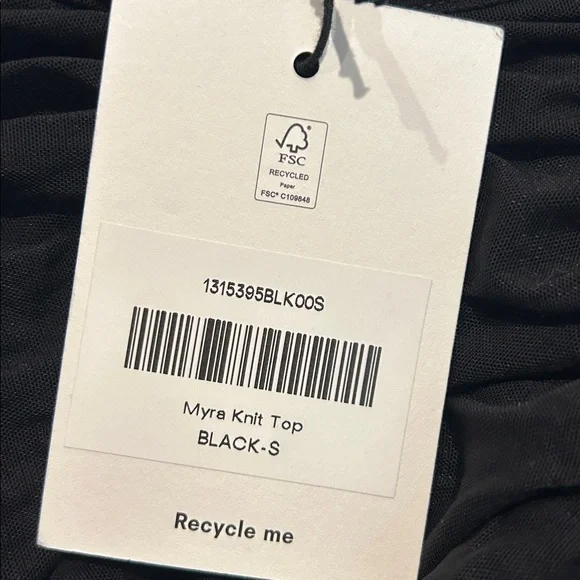 FSC
RECYCLED
Paper
FSC® C109848
1315395BLK00S
Myra Knit Top
BLACK-S
Recycle me